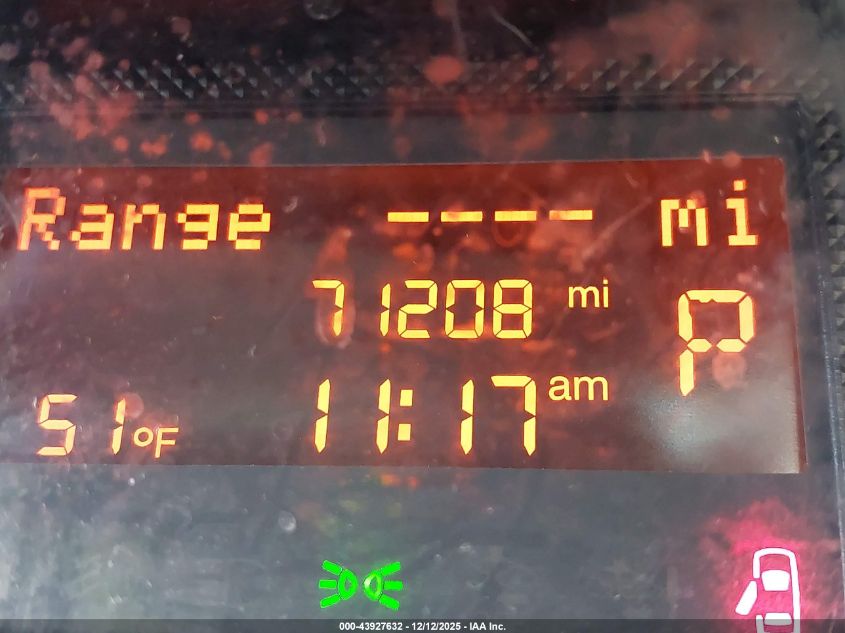 Range ---- mi
71208 mi
P
51°F 11:17 am
000-43927632 - 12/12/2025 - IAA Inc.